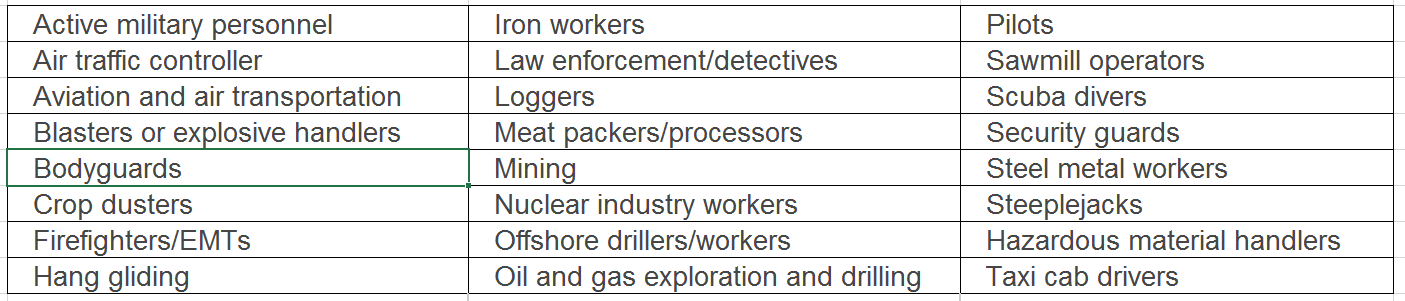 Active military personnel Iron workers Pilots
Air traffic controller Law enforcement/detectives Sawmill operators
Aviation and air transportation Loggers Scuba divers
Blasters or explosive handlers Meat packers/processors Security guards
Bodyguards Mining Steel metal workers
Crop dusters Nuclear industry workers Steeplejacks
Firefighters/EMTs Offshore drillers/workers Hazardous material handlers
Hang gliding Oil and gas exploration and drilling Taxi cab drivers